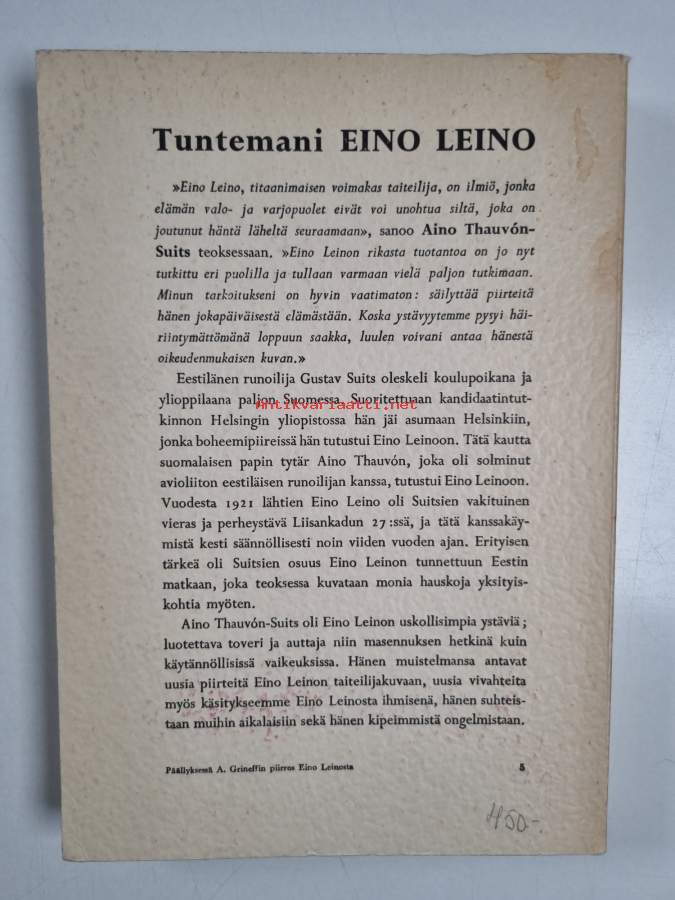 Tuntemani EINO LEINO
»Eino Leino, titaanimaisen voimakas taiteilija, on ilmiö, jonka
elämän valo- ja varjopuolet eivät voi unohtua siltä, joka on
joutunut häntä läheltä seuraamaan», sanoo Aino Thauvón-
Suits teoksessaan. »Eino Leinon rikasta tuotantoa on jo nyt
tutkittu eri puolilla ja tullaan varmaan vielä paljon tutkimaan.
Minun tarkoitukseni on hyvin vaatimaton: säilyttää piirteitä
hänen jokapäiväisestä elämästään. Koska ystävyytemme pysyi häi-
riintymättömänä loppuun saakka, luulen voivani antaa hänestä
oikeudenmukaisen kuvan.»
Eestilänen runoilija Gustav Suits oleskeli koulupoikana ja
ylioppilaana paljon Suomessa. Suoritettuaan kandidaatintut-
antikvariaatti.net
kinnon Helsingin yliopistossa hän jäi asumaan Helsinkiin,
jonka boheemipiireissä hän tutustui Eino Leinoon. Tätä kautta
suomalaisen papin tytär Aino Thauvón, joka oli solminut
avioliiton eestiläisen runoilijan kanssa, tutustui Eino Leinoon.
Vuodesta 1921 lähtien Eino Leino oli Suitsien vakituinen
vieras ja perheystävä Liisankadun 27:ssä, ja tätä kanssakäy-
mistä kesti säännöllisesti noin viiden vuoden ajan. Erityisen
tärkeä oli Suitsien osuus Eino Leinon tunnettuun Eestin
matkaan, joka teoksessa kuvataan monia hauskoja yksityis-
kohtia myöten.
Aino Thauvón-Suits oli Eino Leinon uskollisimpia ystäviä;
luotettava toveri ja auttaja niin masennuksen hetkinä kuin
käytännöllisissä vaikeuksissa. Hänen muistelmansa antavat
uusia piirteitä Eino Leinon taiteilijakuvaan, uusia vivahteita
myös käsitykseemme Eino Leinosta ihmisenä, hänen suhteis-
taan muihin aikalaisiin sekä hänen kipeimmistä ongelmistaan.
Päällyksessä A. Grineffin piirros Eino Leinosta 5
450-.